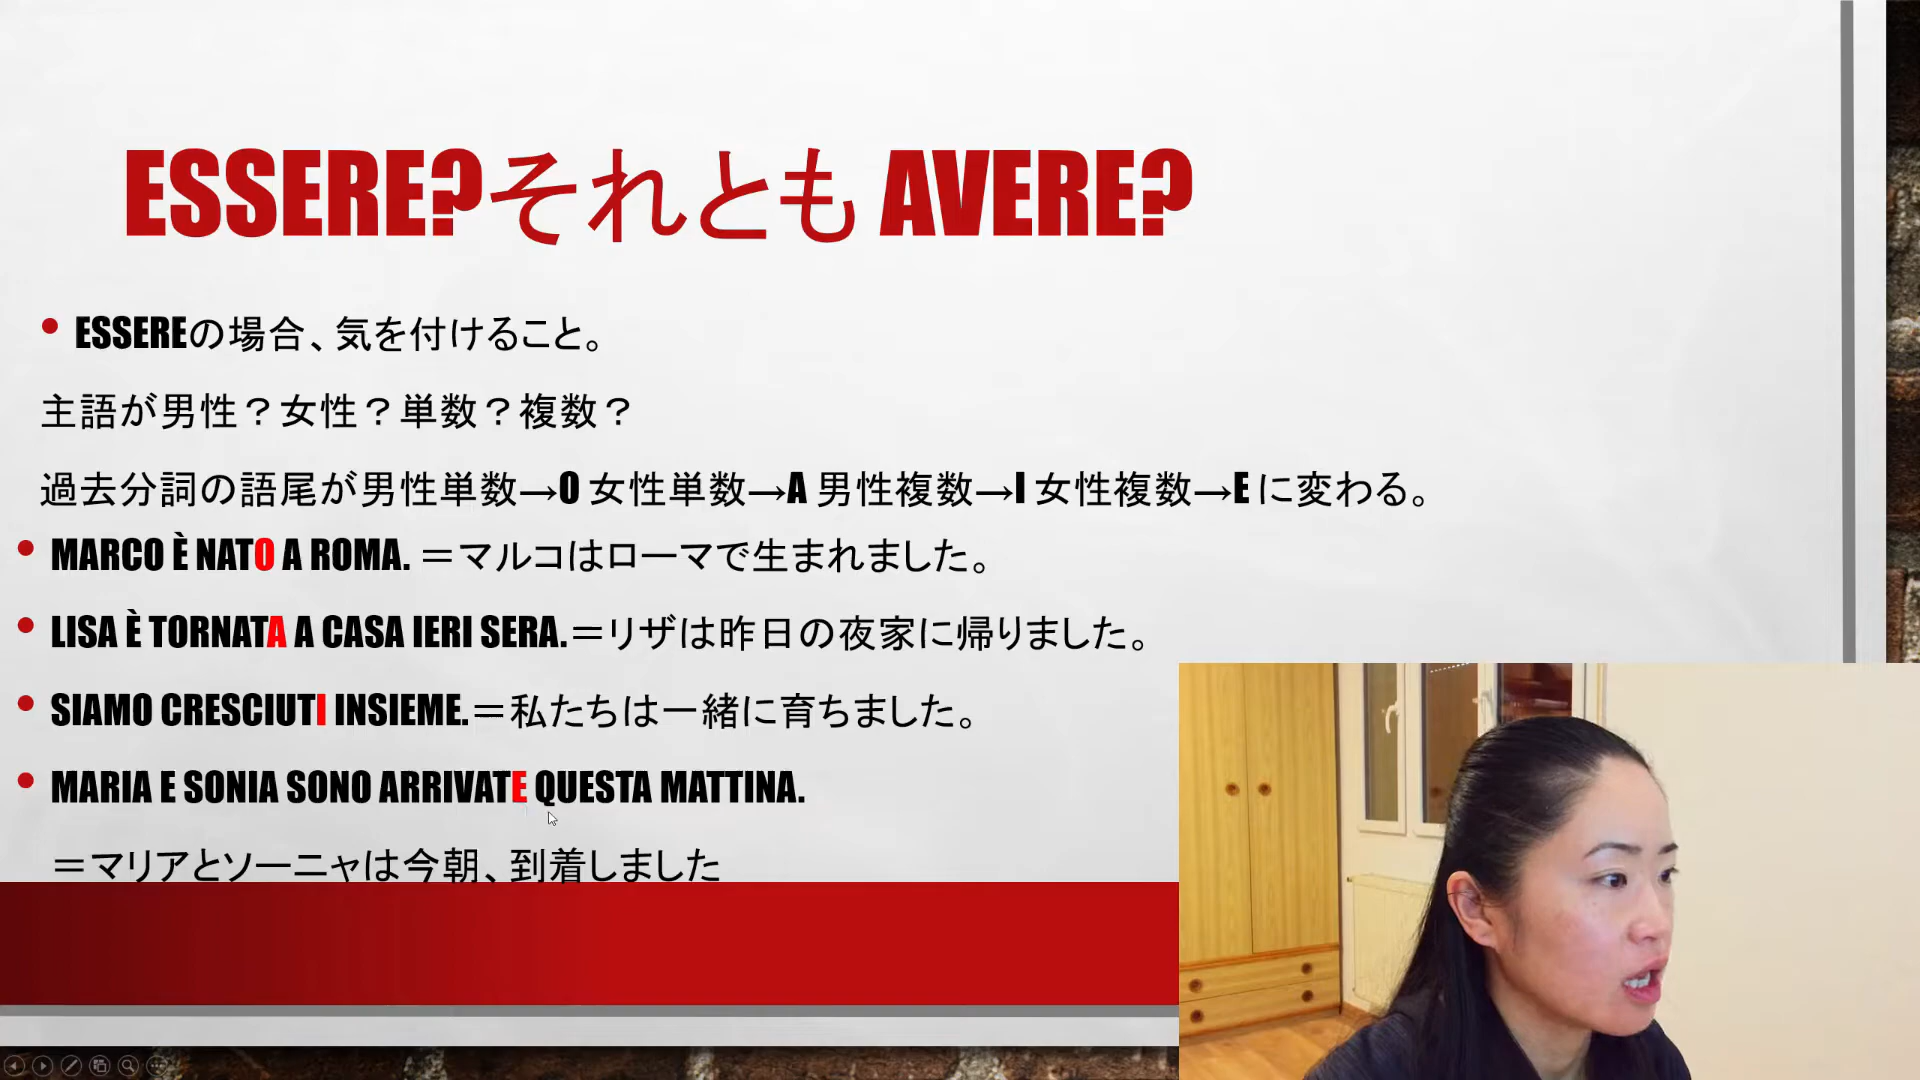 ESSERE?それとも AVERE?
ESSEREの場合、気を付けること。
主語が男性？女性？単数？複数？
過去分詞の語尾が男性単数→O 女性単数→A 男性複数→I 女性複数→E に変わる。
MARCO È NATO A ROMA. ＝マルコはローマで生まれました。
LISA È TORNATA A CASA IERI SERA.＝リザは昨日の夜家に帰りました。
SIAMO CRESCIUTI INSIEME.＝私たちは一緒に育ちました。
MARIA E SONIA SONO ARRIVATE QUESTA MATTINA.
＝マリアとソーニャは今朝、到着しました